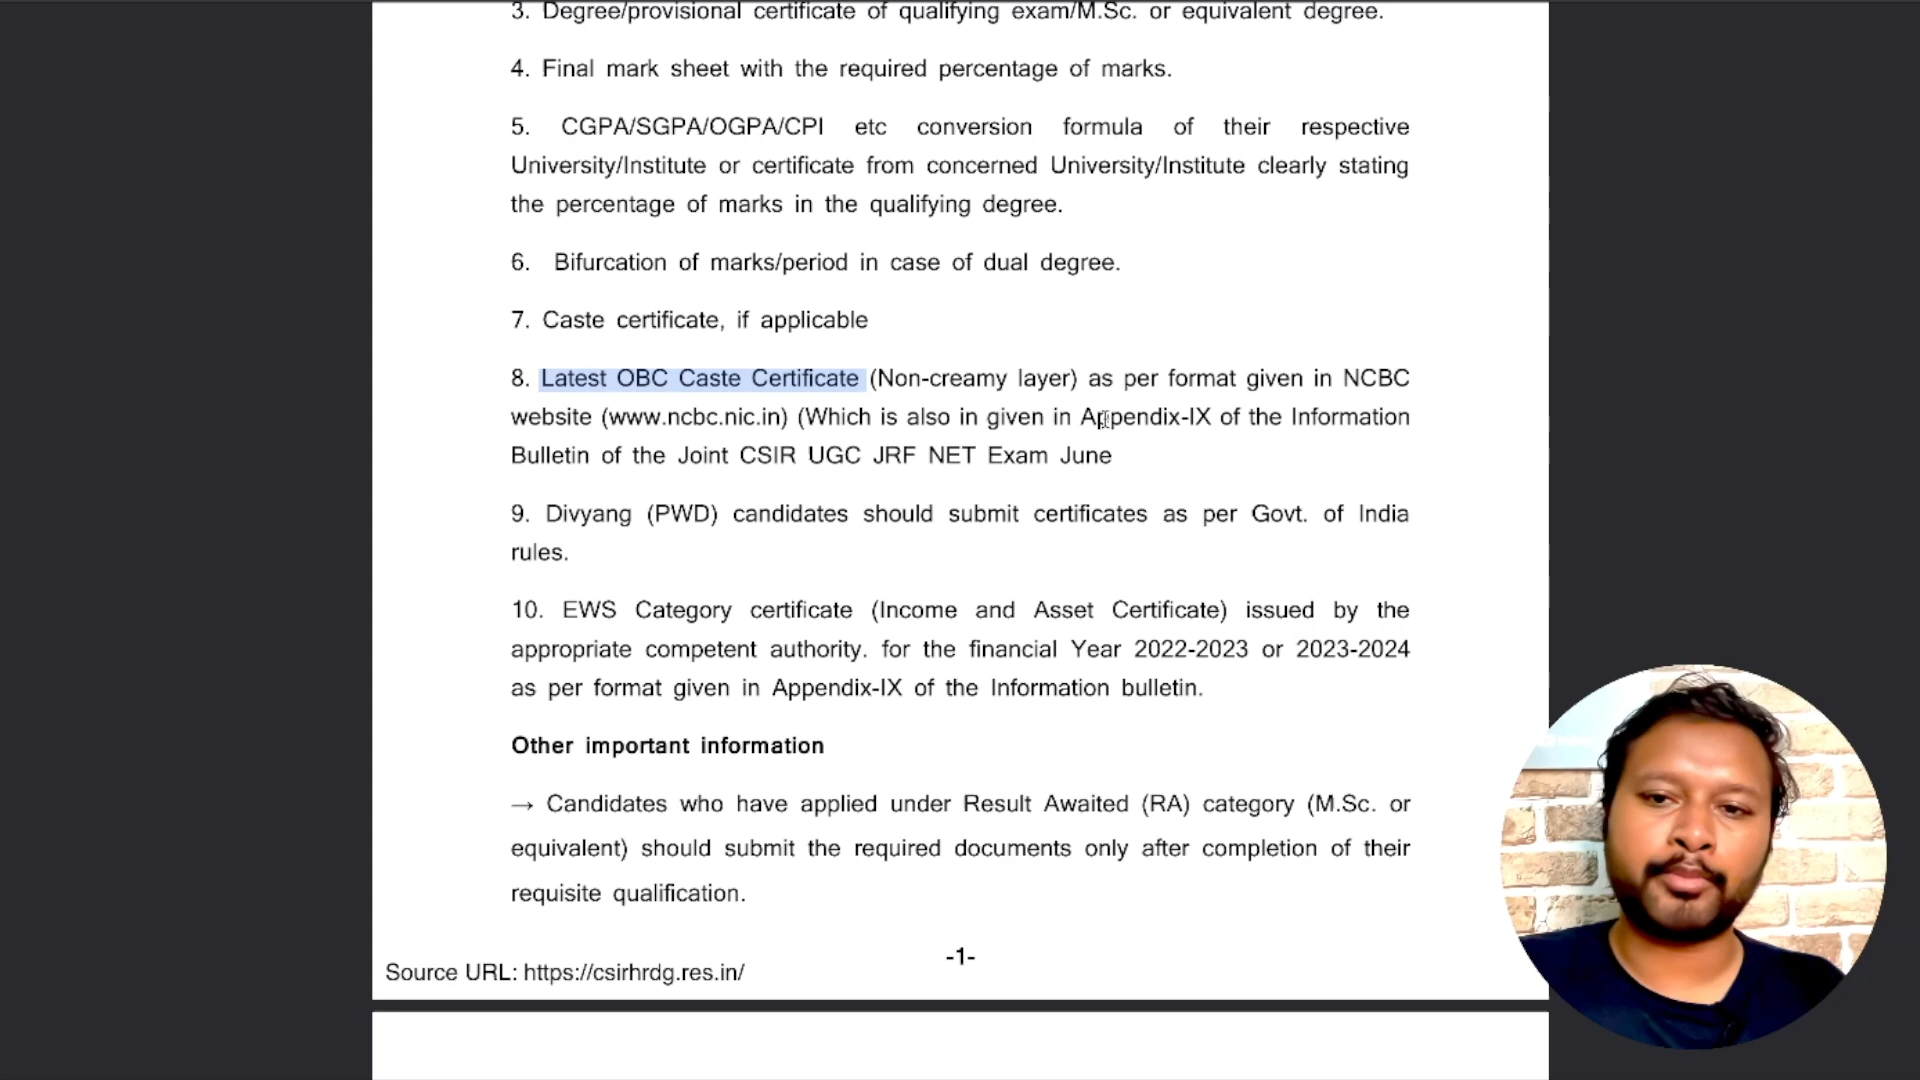 3. Degree/provisional certificate of qualifying exam/M.Sc. or equivalent degree.
4. Final mark sheet with the required percentage of marks.
5. CGPA/SGPA/OGPA/CPI etc conversion formula of their respective
University/Institute or certificate from concerned University/Institute clearly stating
the percentage of marks in the qualifying degree.
6. Bifurcation of marks/period in case of dual degree.
7. Caste certificate, if applicable
8. Latest OBC Caste Certificate (Non-creamy layer) as per format given in NCBC
website (www.ncbc.nic.in) (Which is also in given in Appendix-IX of the Information
Bulletin of the Joint CSIR UGC JRF NET Exam June
9. Divyang (PWD) candidates should submit certificates as per Govt. of India
rules.
10. EWS Category certificate (Income and Asset Certificate) issued by the
appropriate competent authority. for the financial Year 2022-2023 or 2023-2024
as per format given in Appendix-IX of the Information bulletin.
Other important information
→ Candidates who have applied under Result Awaited (RA) category (M.Sc. or
equivalent) should submit the required documents only after completion of their
requisite qualification.
-1-
Source URL: https://csirhrdg.res.in/